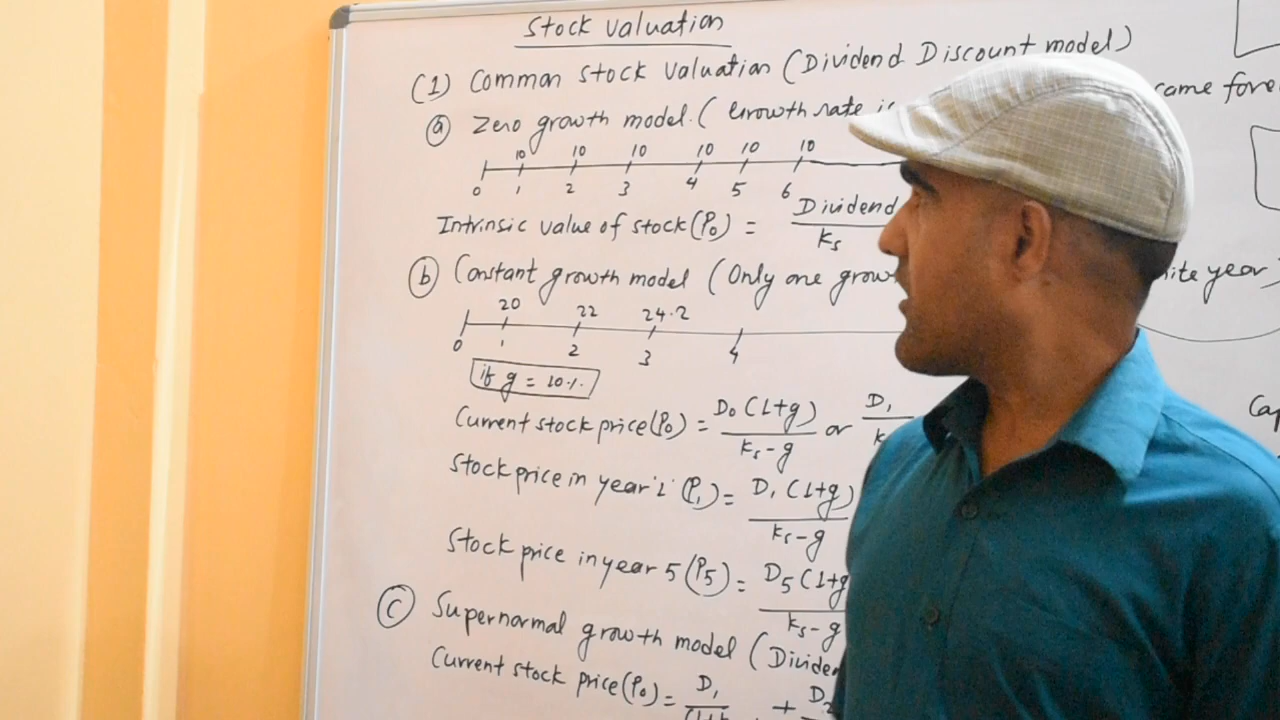 Stock Valuation
(1) Common Stock Valuation (Dividend Discount model)
(a) Zero growth model. ( Growth rate is
same fore
10 10 10 10 10 10
0 1 2 3 4 5 6
Intrinsic value of stock (P₀) = Dividend
ks
(b) Constant growth model (Only one grow
ite year)
20 22 24.2
0 1 2 3 4
if g = 10%
Current stock price (P₀) = D₀ (1+g) or D₁
ks-g k
Cap
Stock price in year 1 (P₁) = D₁ (1+g)
ks-g
Stock price in year 5 (P5) = D5 (1+g
ks-g
(c) Supernormal growth model (Divide
Current stock price (P₀) = D₁ + D₂